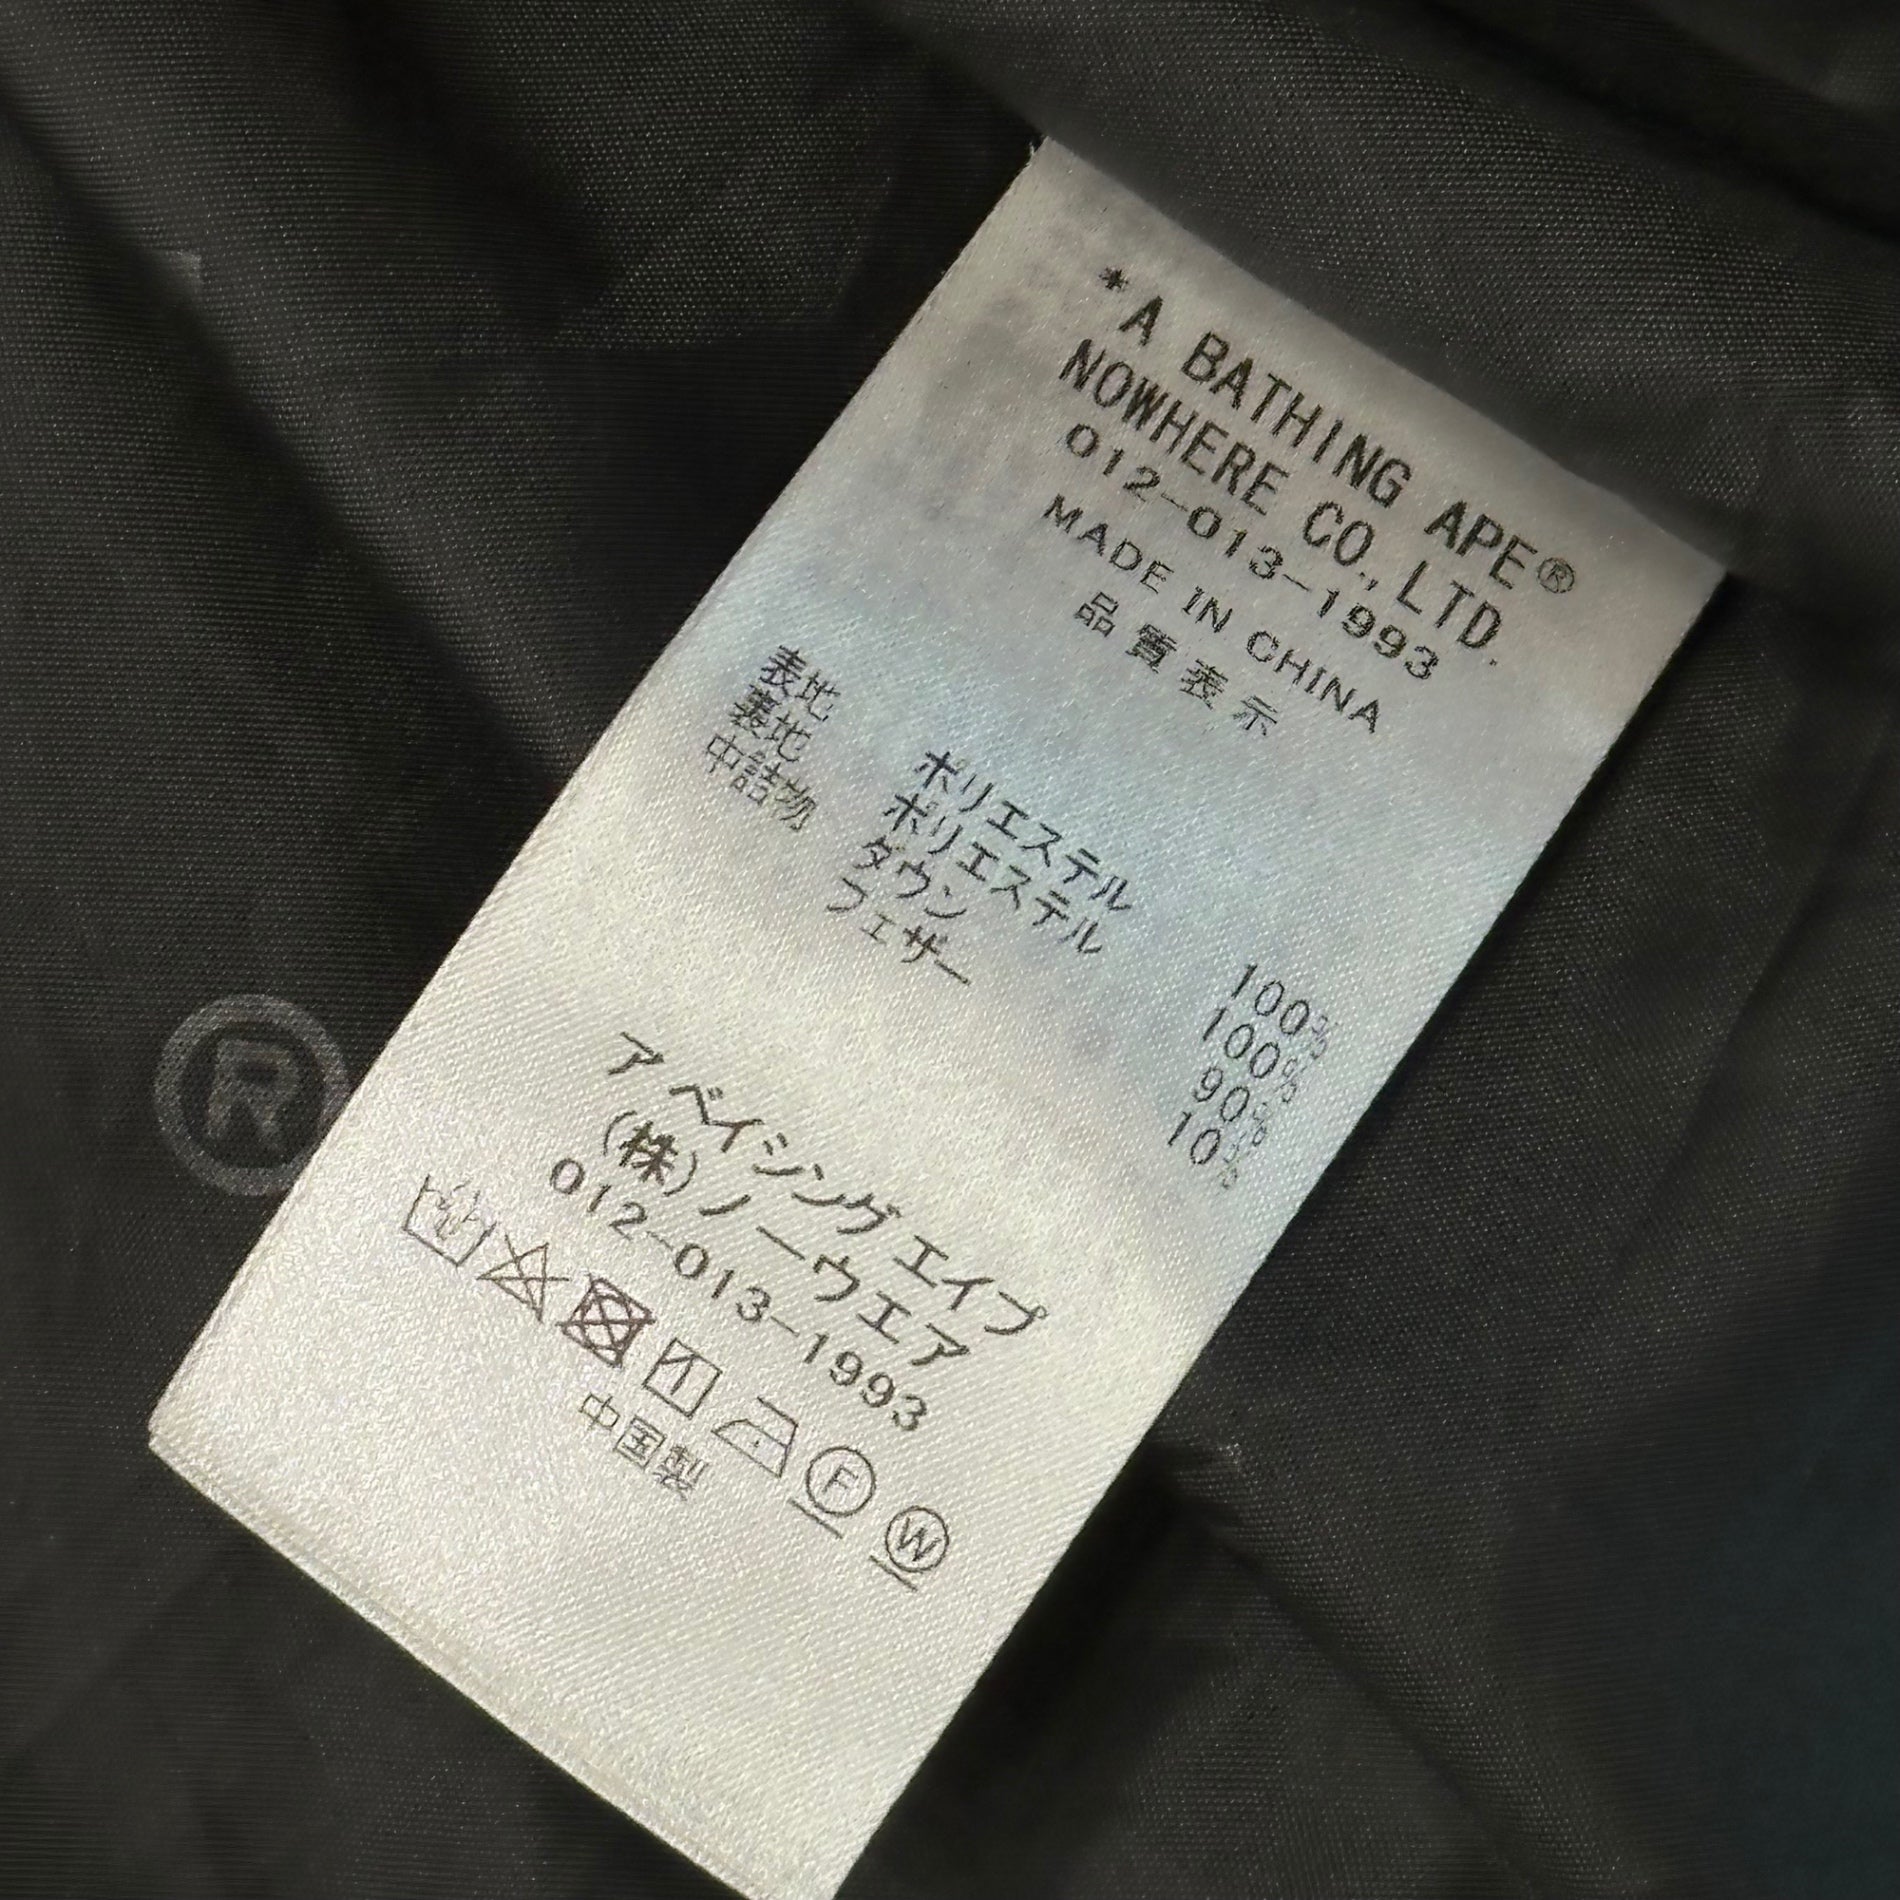 *A BATHING APE®
NOWHERE CO., LTD.
012-013-1993
MADE IN CHINA
品質表示
表地 ポリエステル 100%
裏地 ポリエステル 100%
中詰物 ダウン 90%
フェザー 10%
アベイシングエイプ
(株)ノーウエア
012-013-1993
F W
中国製
®